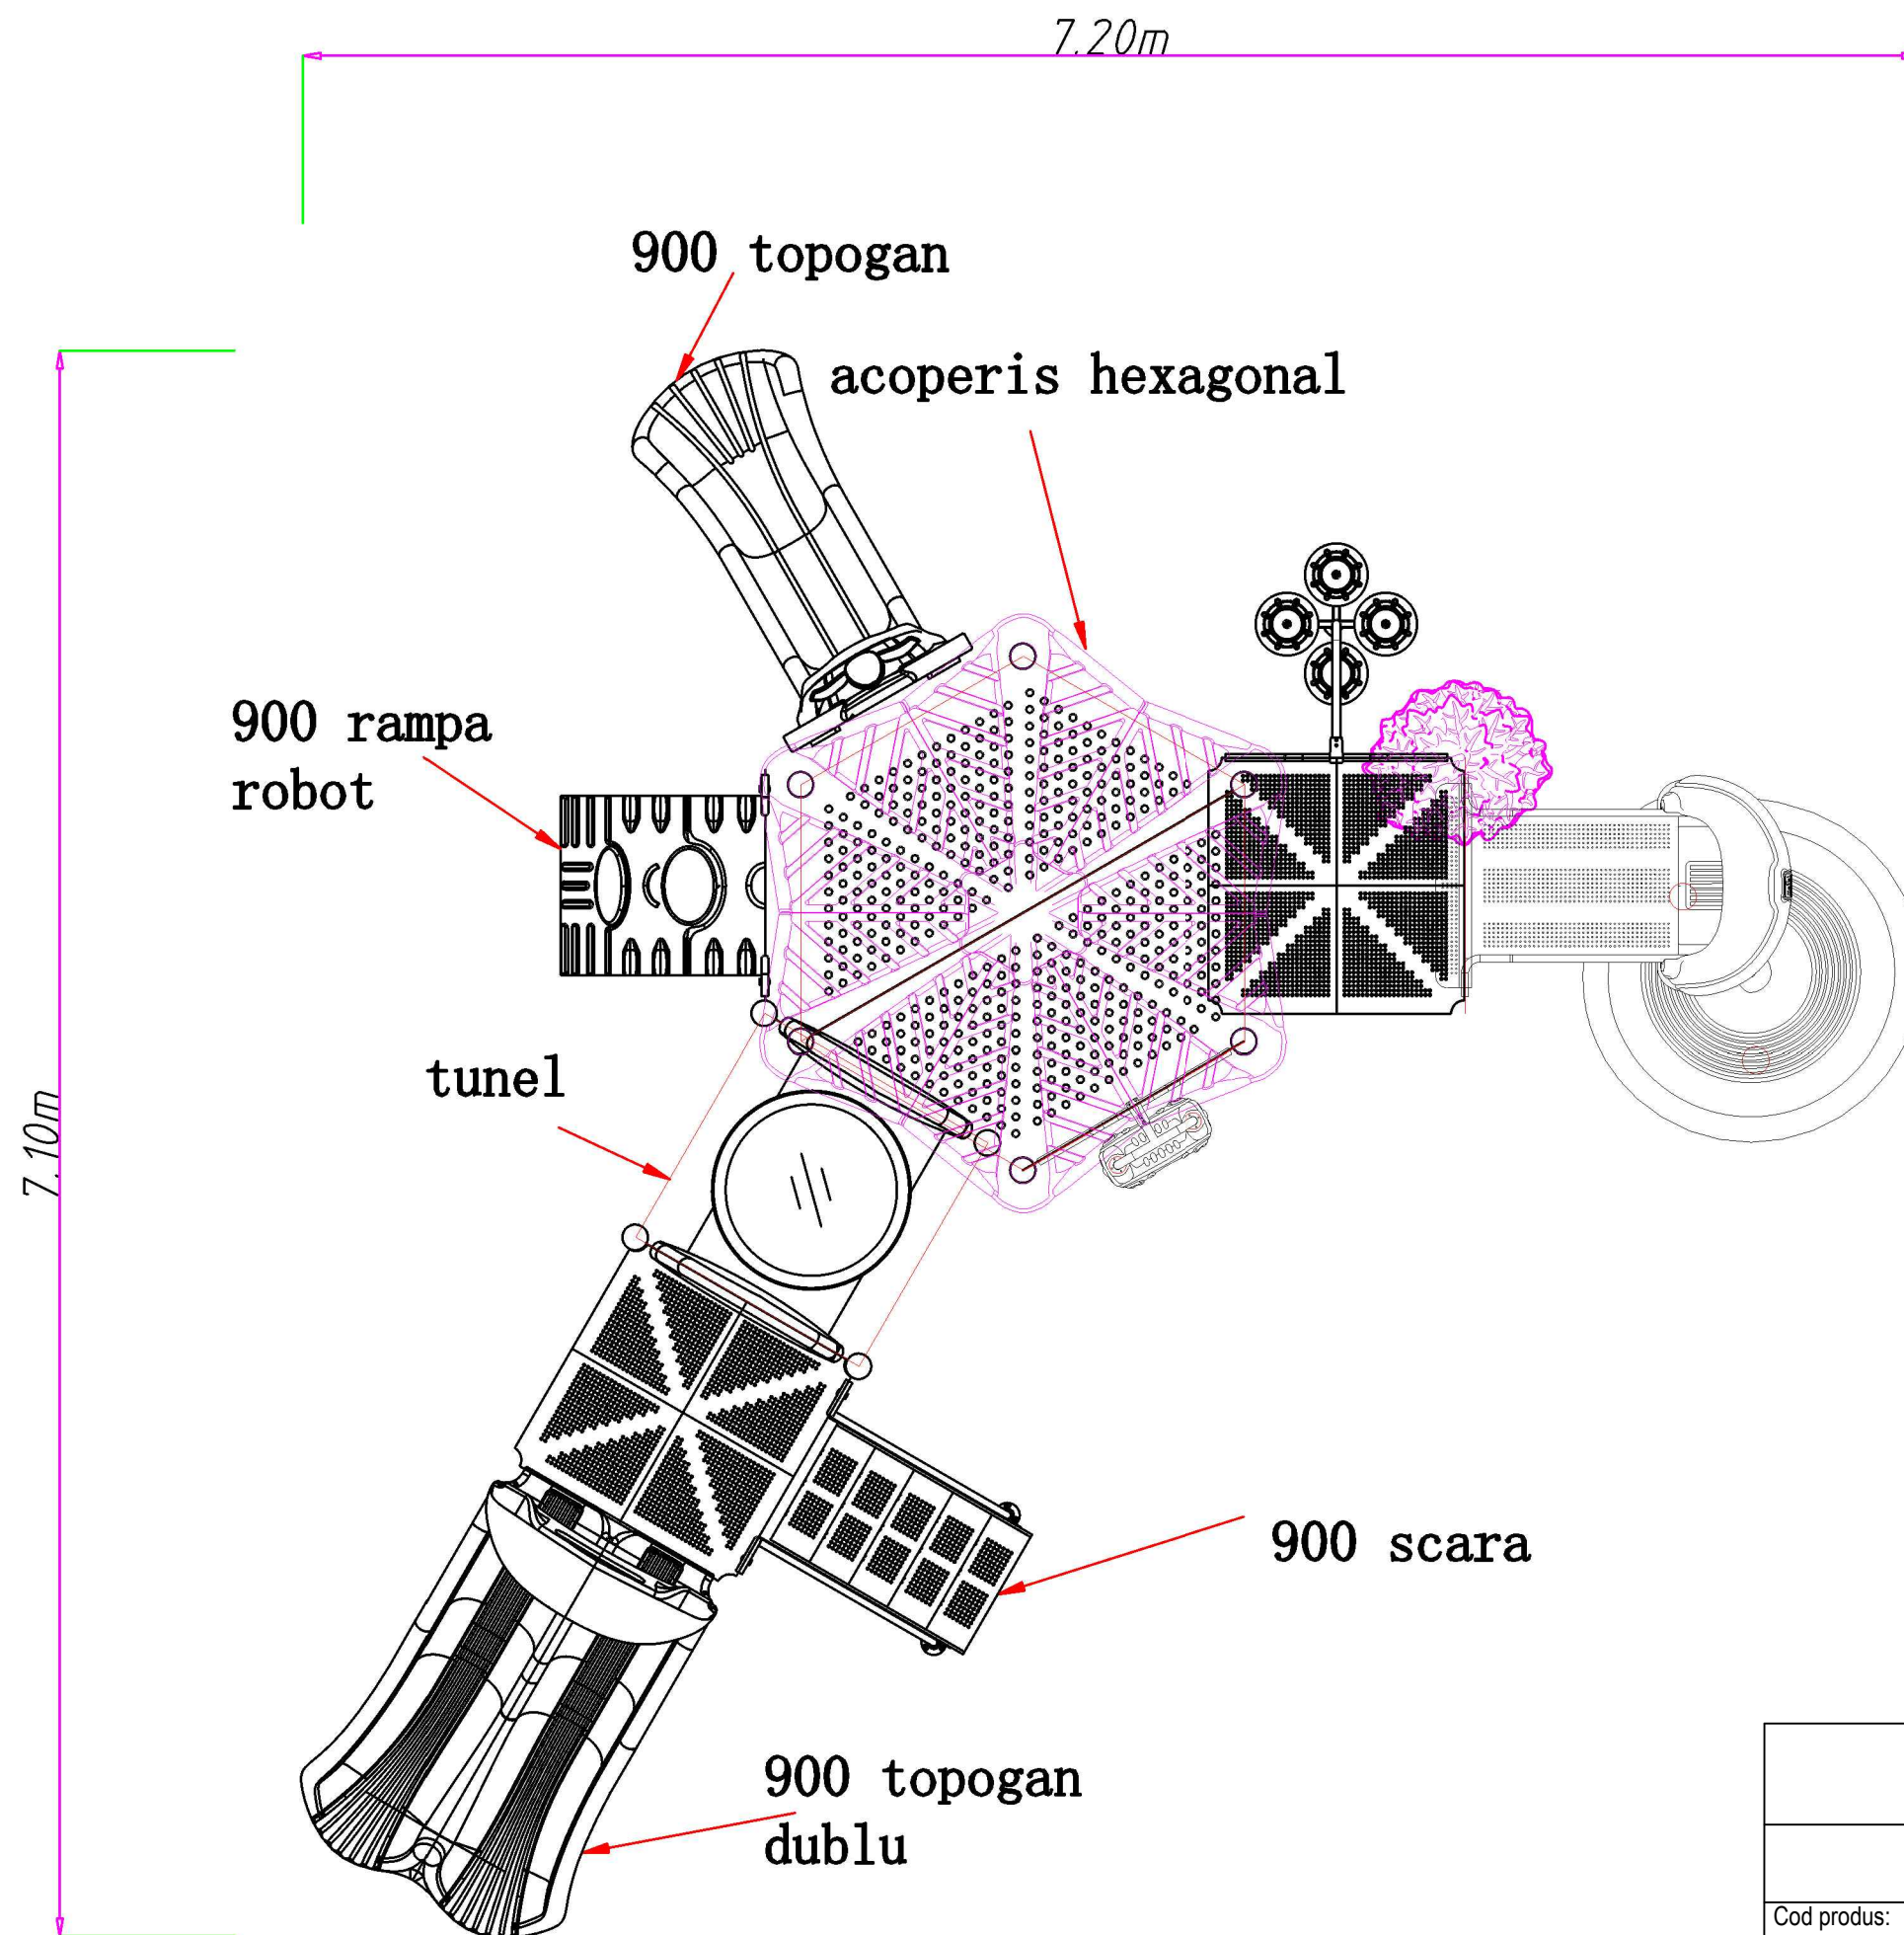 7.20m
900 topogan
acoperis hexagonal
900 rampa
robot
tunel
7.10m
900 scara
900 topogan
dublu
Cod produs: